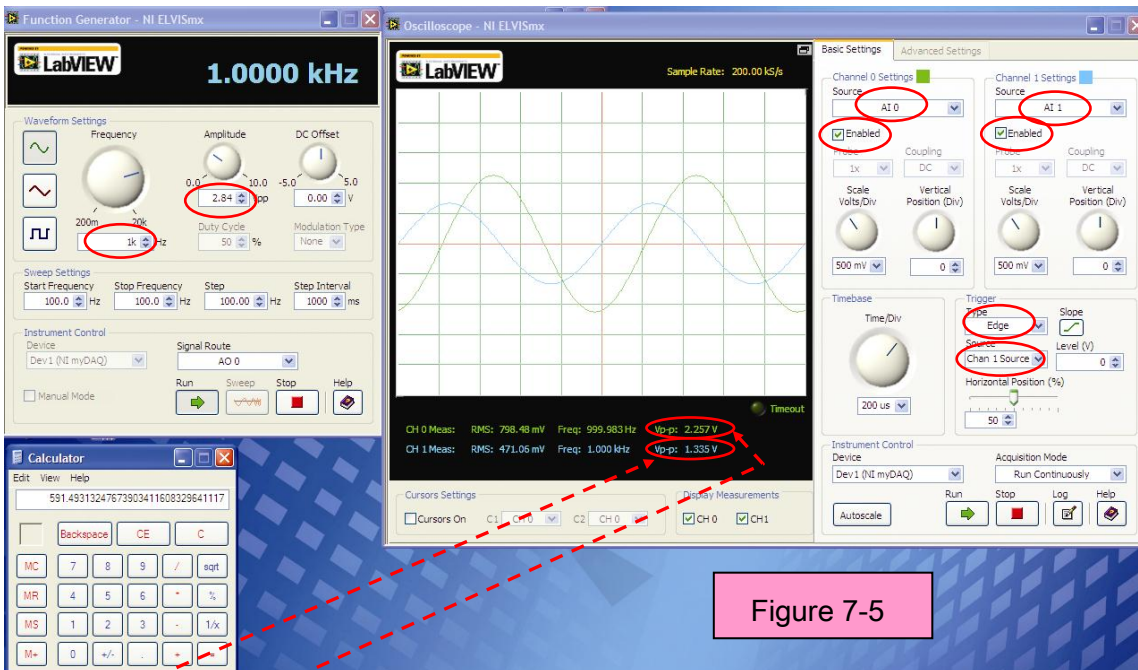 Function Generator - NI ELVISmx
POWERED BY
LabVIEW
1.0000 kHz
Waveform Settings
Frequency
Amplitude
DC Offset
0.0
10.0
-5.0
5.0
2.84
pp
0.00
V
200m
20k
1k
Hz
Duty Cycle
50
%
Modulation Type
None
Sweep Settings
Start Frequency
Stop Frequency
Step
Step Interval
100.0
Hz
100.0
Hz
100.00
Hz
1000
ms
Instrument Control
Device
Signal Route
Dev1 (NI myDAQ)
AO 0
Manual Mode
Run
Sweep
Stop
Help
Calculator
Edit View Help
Backspace
CE
C
MC
7
8
9
/
sqrt
MR
4
5
6
*
%
MS
1
2
3
-
1/x
M+
0
+/-
.
+
=
Oscilloscope - NI ELVISmx
LabVIEW
Sample Rate: 200.00 kS/s
Timeout
CH 0 Meas: RMS: 798.48 mV Freq: 999.983 Hz Vp-p: 2.257 V
CH 1 Meas: RMS: 471.06 mV Freq: 1.000 kHz Vp-p: 1.335 V
Cursors Settings
Cursors On
C1
CH 0
C2
CH 0
Display Measurements
CH 0
CH1
Basic Settings
Advanced Settings
Channel 0 Settings
Source
AI 0
Enabled
Probe
Coupling
1x
DC
Scale
Volts/Div
Vertical
Position (Div)
500 mV
0
Channel 1 Settings
Source
AI 1
Enabled
Probe
Coupling
1x
DC
Scale
Volts/Div
Vertical
Position (Div)
500 mV
0
Timebase
Time/Div
200 us
Trigger
Type
Edge
Slope
Source
Chan 1 Source
Level (V)
0
Horizontal Position (%)
50
Instrument Control
Device
Acquisition Mode
Dev1 (NI myDAQ)
Run Continuously
Autoscale
Run
Stop
Log
Help
Figure 7-5